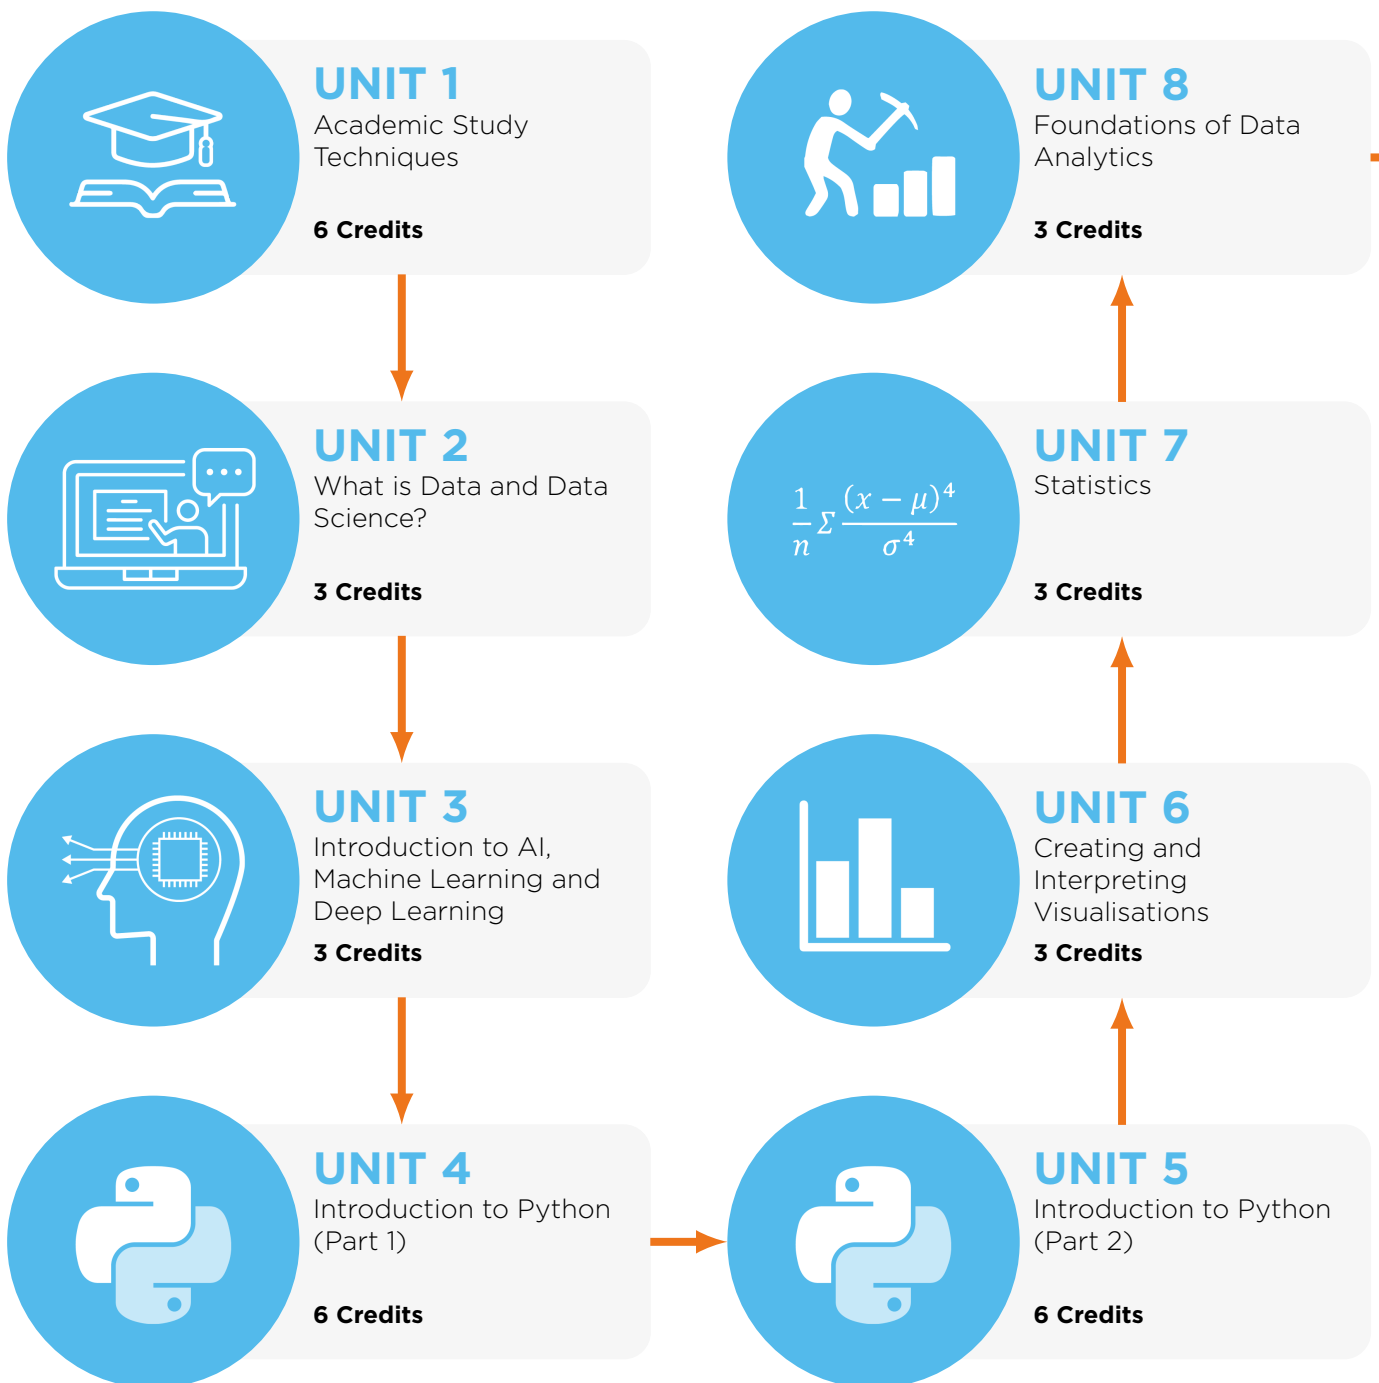 UNIT 1
Academic Study
Techniques
6 Credits
UNIT 2
What is Data and Data
Science?
3 Credits
UNIT 3
Introduction to AI,
Machine Learning and
Deep Learning
3 Credits
UNIT 4
Introduction to Python
(Part 1)
6 Credits
UNIT 5
Introduction to Python
(Part 2)
6 Credits
UNIT 6
Creating and
Interpreting
Visualisations
3 Credits
UNIT 7
Statistics
1/n Σ (x − μ)⁴/σ⁴
3 Credits
UNIT 8
Foundations of Data
Analytics
3 Credits